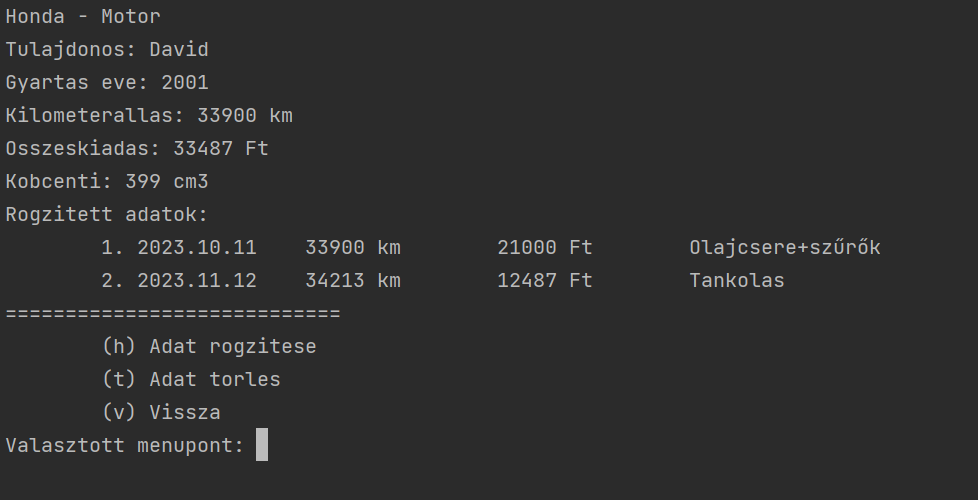 Honda - Motor
Tulajdonos: David
Gyartas eve: 2001
Kilometerallas: 33900 km
Osszeskiadas: 33487 Ft
Kobcenti: 399 cm3
Rogzitett adatok:
1. 2023.10.11 33900 km 21000 Ft Olajcsere+szűrők
2. 2023.11.12 34213 km 12487 Ft Tankolas
============================
(h) Adat rogzitese
(t) Adat torles
(v) Vissza
Valasztott menupont: